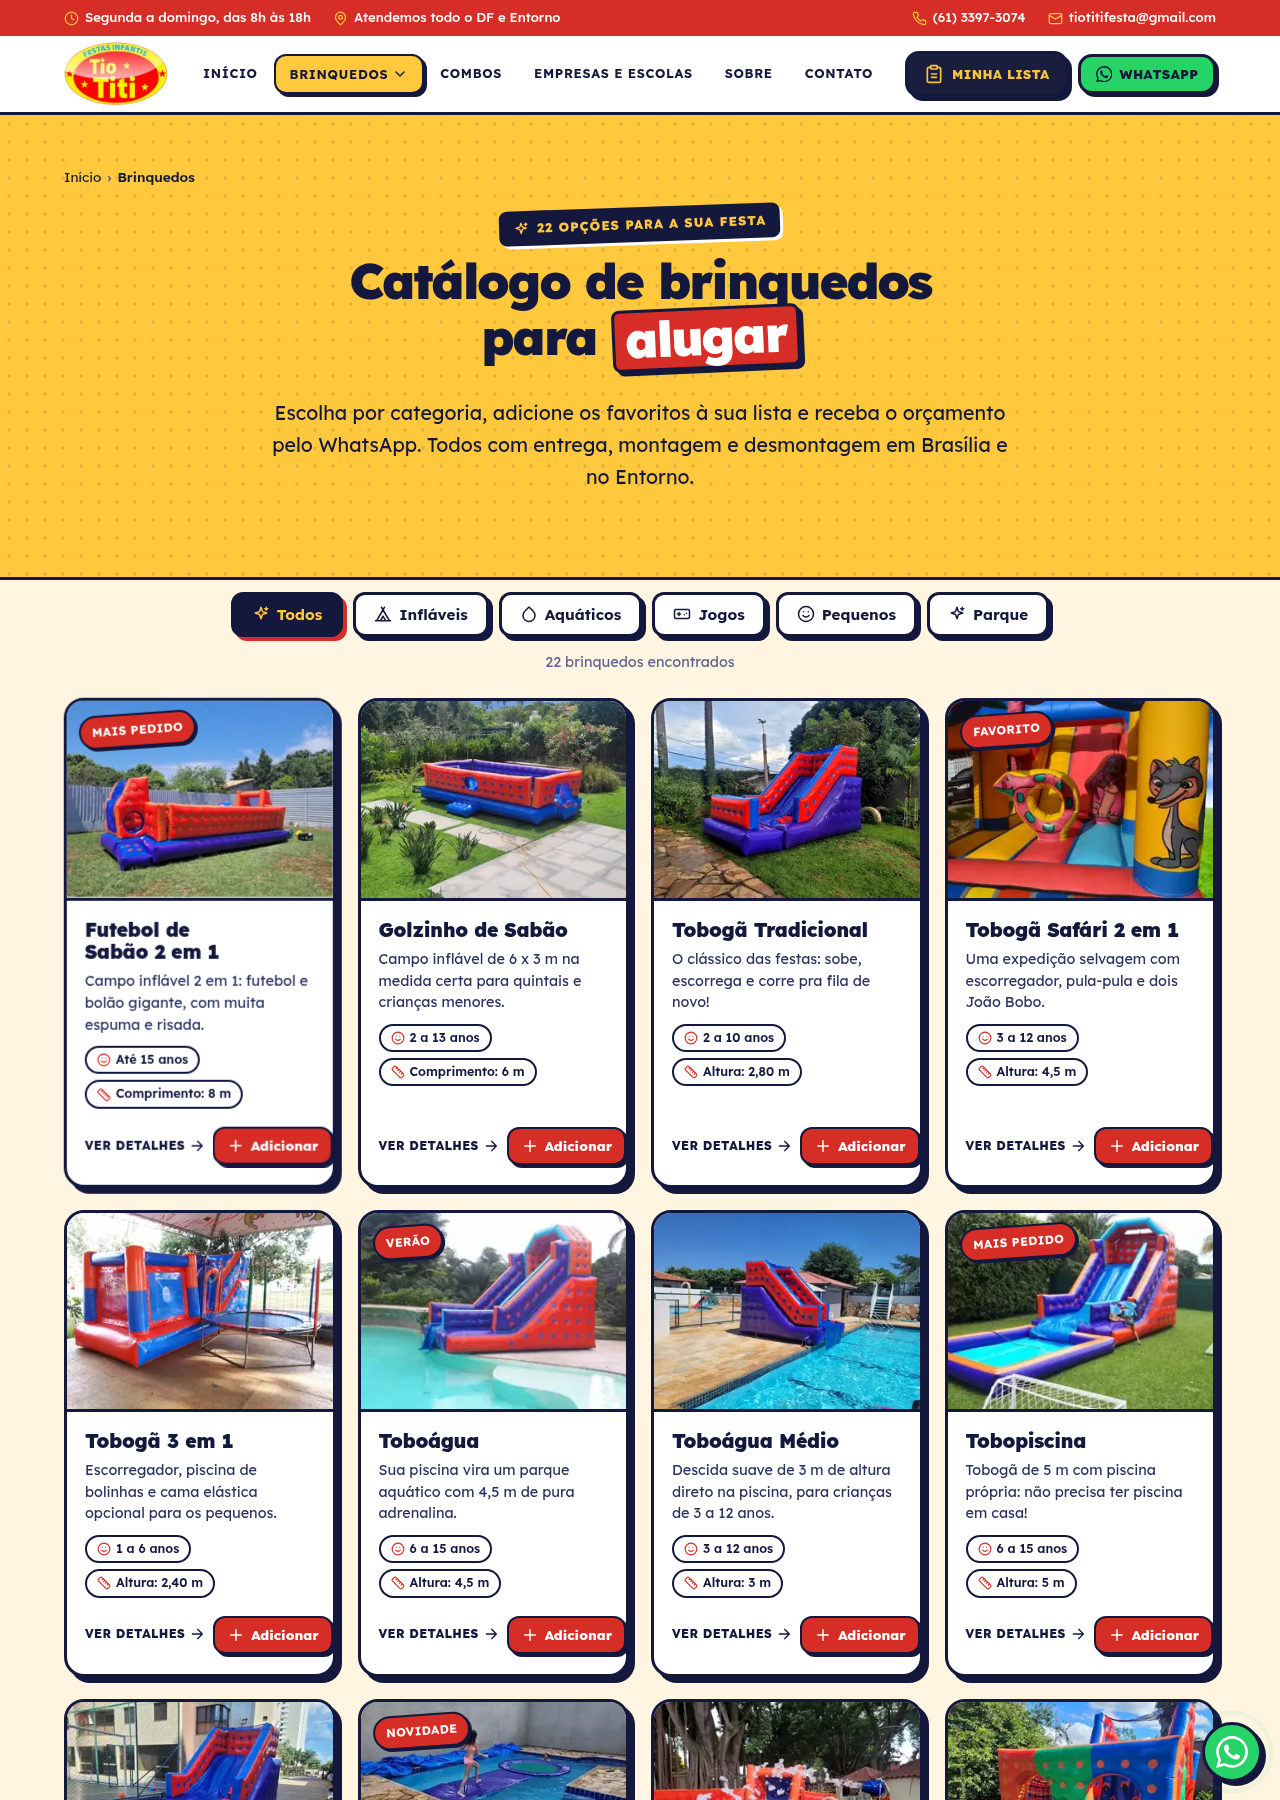 Segunda a domingo, das 8h às 18h
Atendemos todo o DF e Entorno
(61) 3397-3074
tiotitifesta@gmail.com
FESTAS INFANTIS
Tio
Titi
INÍCIO
BRINQUEDOS
COMBOS
EMPRESAS E ESCOLAS
SOBRE
CONTATO
MINHA LISTA
WHATSAPP
Início › Brinquedos
22 OPÇÕES PARA A SUA FESTA
Catálogo de brinquedos
para alugar
Escolha por categoria, adicione os favoritos à sua lista e receba o orçamento
pelo WhatsApp. Todos com entrega, montagem e desmontagem em Brasília e
no Entorno.
Todos
Infláveis
Aquáticos
Jogos
Pequenos
Parque
22 brinquedos encontrados
MAIS PEDIDO
Futebol de
Sabão 2 em 1
Campo inflável 2 em 1: futebol e
bolão gigante, com muita
espuma e risada.
Até 15 anos
Comprimento: 8 m
VER DETALHES
Adicionar
Golzinho de Sabão
Campo inflável de 6 x 3 m na
medida certa para quintais e
crianças menores.
2 a 13 anos
Comprimento: 6 m
VER DETALHES
Adicionar
Tobogã Tradicional
O clássico das festas: sobe,
escorrega e corre pra fila de
novo!
2 a 10 anos
Altura: 2,80 m
VER DETALHES
Adicionar
FAVORITO
Tobogã Safári 2 em 1
Uma expedição selvagem com
escorregador, pula-pula e dois
João Bobo.
3 a 12 anos
Altura: 4,5 m
VER DETALHES
Adicionar
Tobogã 3 em 1
Escorregador, piscina de
bolinhas e cama elástica
opcional para os pequenos.
1 a 6 anos
Altura: 2,40 m
VER DETALHES
Adicionar
VERÃO
Toboágua
Sua piscina vira um parque
aquático com 4,5 m de pura
adrenalina.
6 a 15 anos
Altura: 4,5 m
VER DETALHES
Adicionar
Toboágua Médio
Descida suave de 3 m de altura
direto na piscina, para crianças
de 3 a 12 anos.
3 a 12 anos
Altura: 3 m
VER DETALHES
Adicionar
MAIS PEDIDO
Tobopiscina
Tobogã de 5 m com piscina
própria: não precisa ter piscina
em casa!
6 a 15 anos
Altura: 5 m
VER DETALHES
Adicionar
NOVIDADE